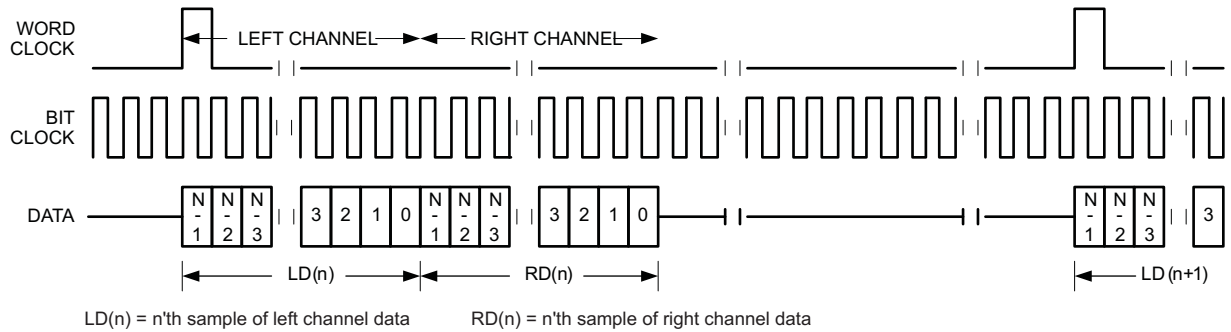 WORD
CLOCK
LEFT CHANNEL
RIGHT CHANNEL
BIT
CLOCK
DATA
N
-
1
N
-
2
N
-
3
3
2
1
0
N
-
1
N
-
2
N
-
3
3
2
1
0
N
-
1
N
-
2
N
-
3
3
LD(n)
RD(n)
LD (n+1)
LD(n) = n'th sample of left channel data
RD(n) = n'th sample of right channel data